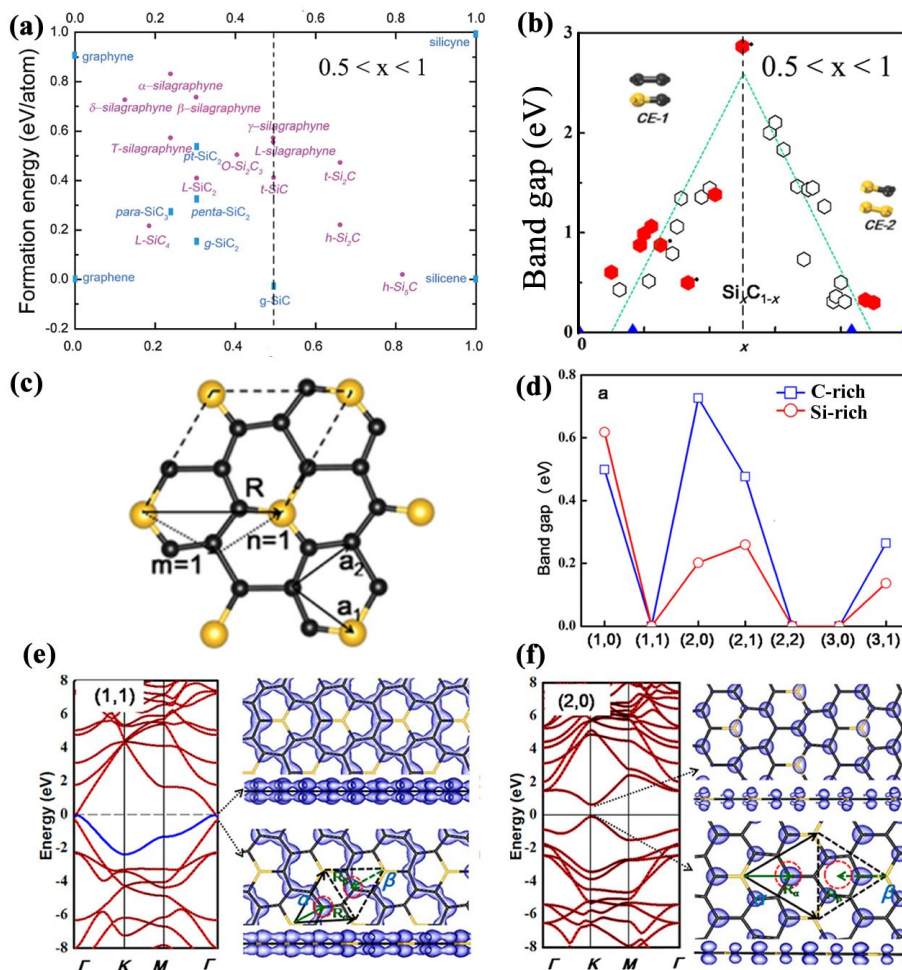 (a)
0.0 0.2 0.4 0.6 0.8 1.0
Formation energy (eV/atom)
1.0
0.8
0.6
0.4
0.2
0.0
-0.2
0.0 0.2 0.4 0.6 0.8 1.0
0.5 < x < 1
silicyne
graphyne
α-silagraphyne
δ-silagraphyne
β-silagraphyne
γ-silagraphyne
T-silagraphyne
L-silagraphyne
pt-SiC₂
O-Si₂C₃
t-Si₂C
L-SiC₂
t-SiC
para-SiC₃
penta-SiC₂
L-SiC₄
g-SiC₂
h-Si₂C
graphene
silicene
g-SiC
h-Si₅C
(b)
Band gap (eV)
3
2
1
0
0.5 < x < 1
CE-1
CE-2
SiₓC₁₋ₓ
0
x
(c)
R
m=1
n=1
a₂
a₁
(d)
a
C-rich
Si-rich
Band gap (eV)
0.8
0.6
0.4
0.2
0.0
(1,0) (1,1) (2,0) (2,1) (2,2) (3,0) (3,1)
(e)
(1,1)
Energy (eV)
8
6
4
2
0
-2
-4
-6
-8
Γ K M Γ
α
β
(f)
(2,0)
Energy (eV)
8
6
4
2
0
-2
-4
-6
-8
Γ K M Γ
α
Rα
β